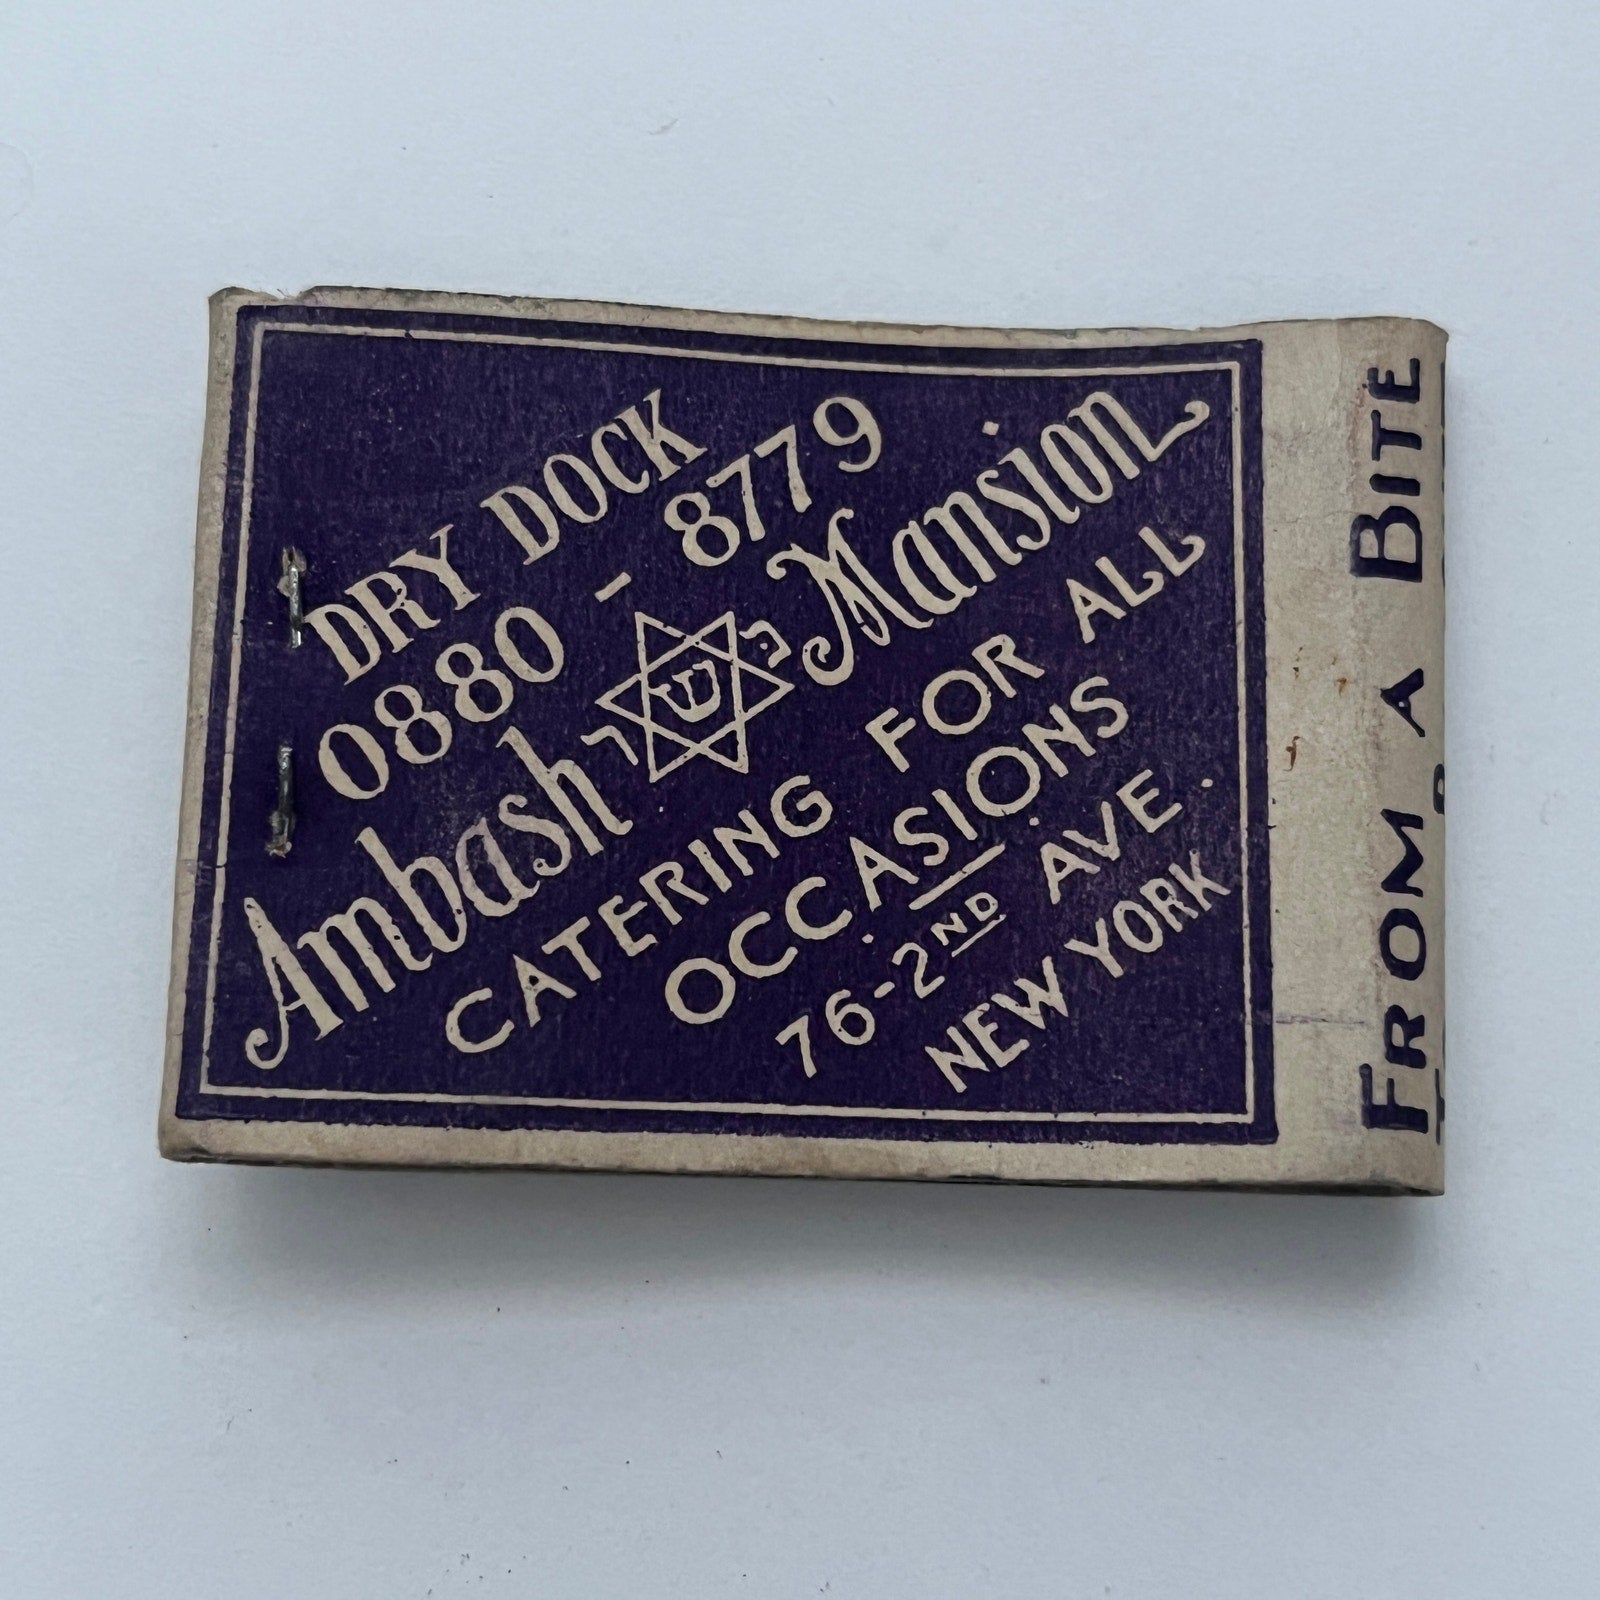 DRY DOCK
0880 - 8779
Ambash כשר Mansion
CATERING FOR ALL
OCCASIONS
76-2ND AVE.
NEW YORK
FROM A BITE